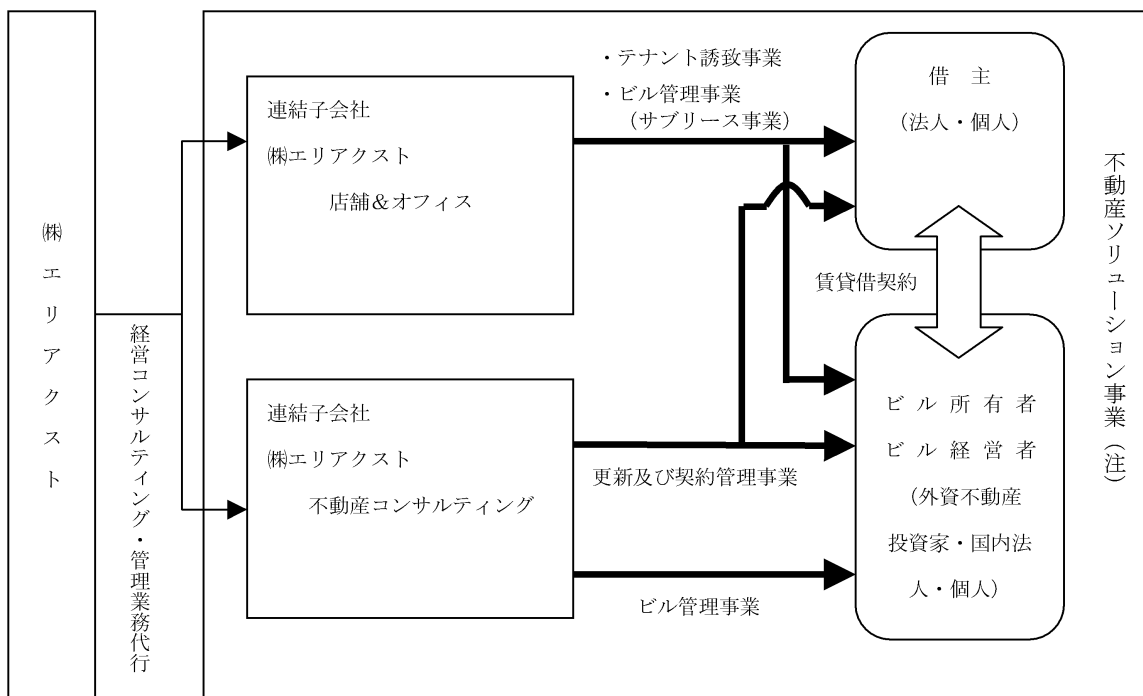 ㈱エリアクスト
経営コンサルティング・管理業務代行
連結子会社
㈱エリアクスト
店舗＆オフィス
・テナント誘致事業
・ビル管理事業
（サブリース事業）
借　主
（法人・個人）
賃貸借契約
連結子会社
㈱エリアクスト
不動産コンサルティング
更新及び契約管理事業
ビル管理事業
ビル所有者
ビル経営者
（外資不動産
投資家・国内法
人・個人）
不動産ソリューション事業（注）